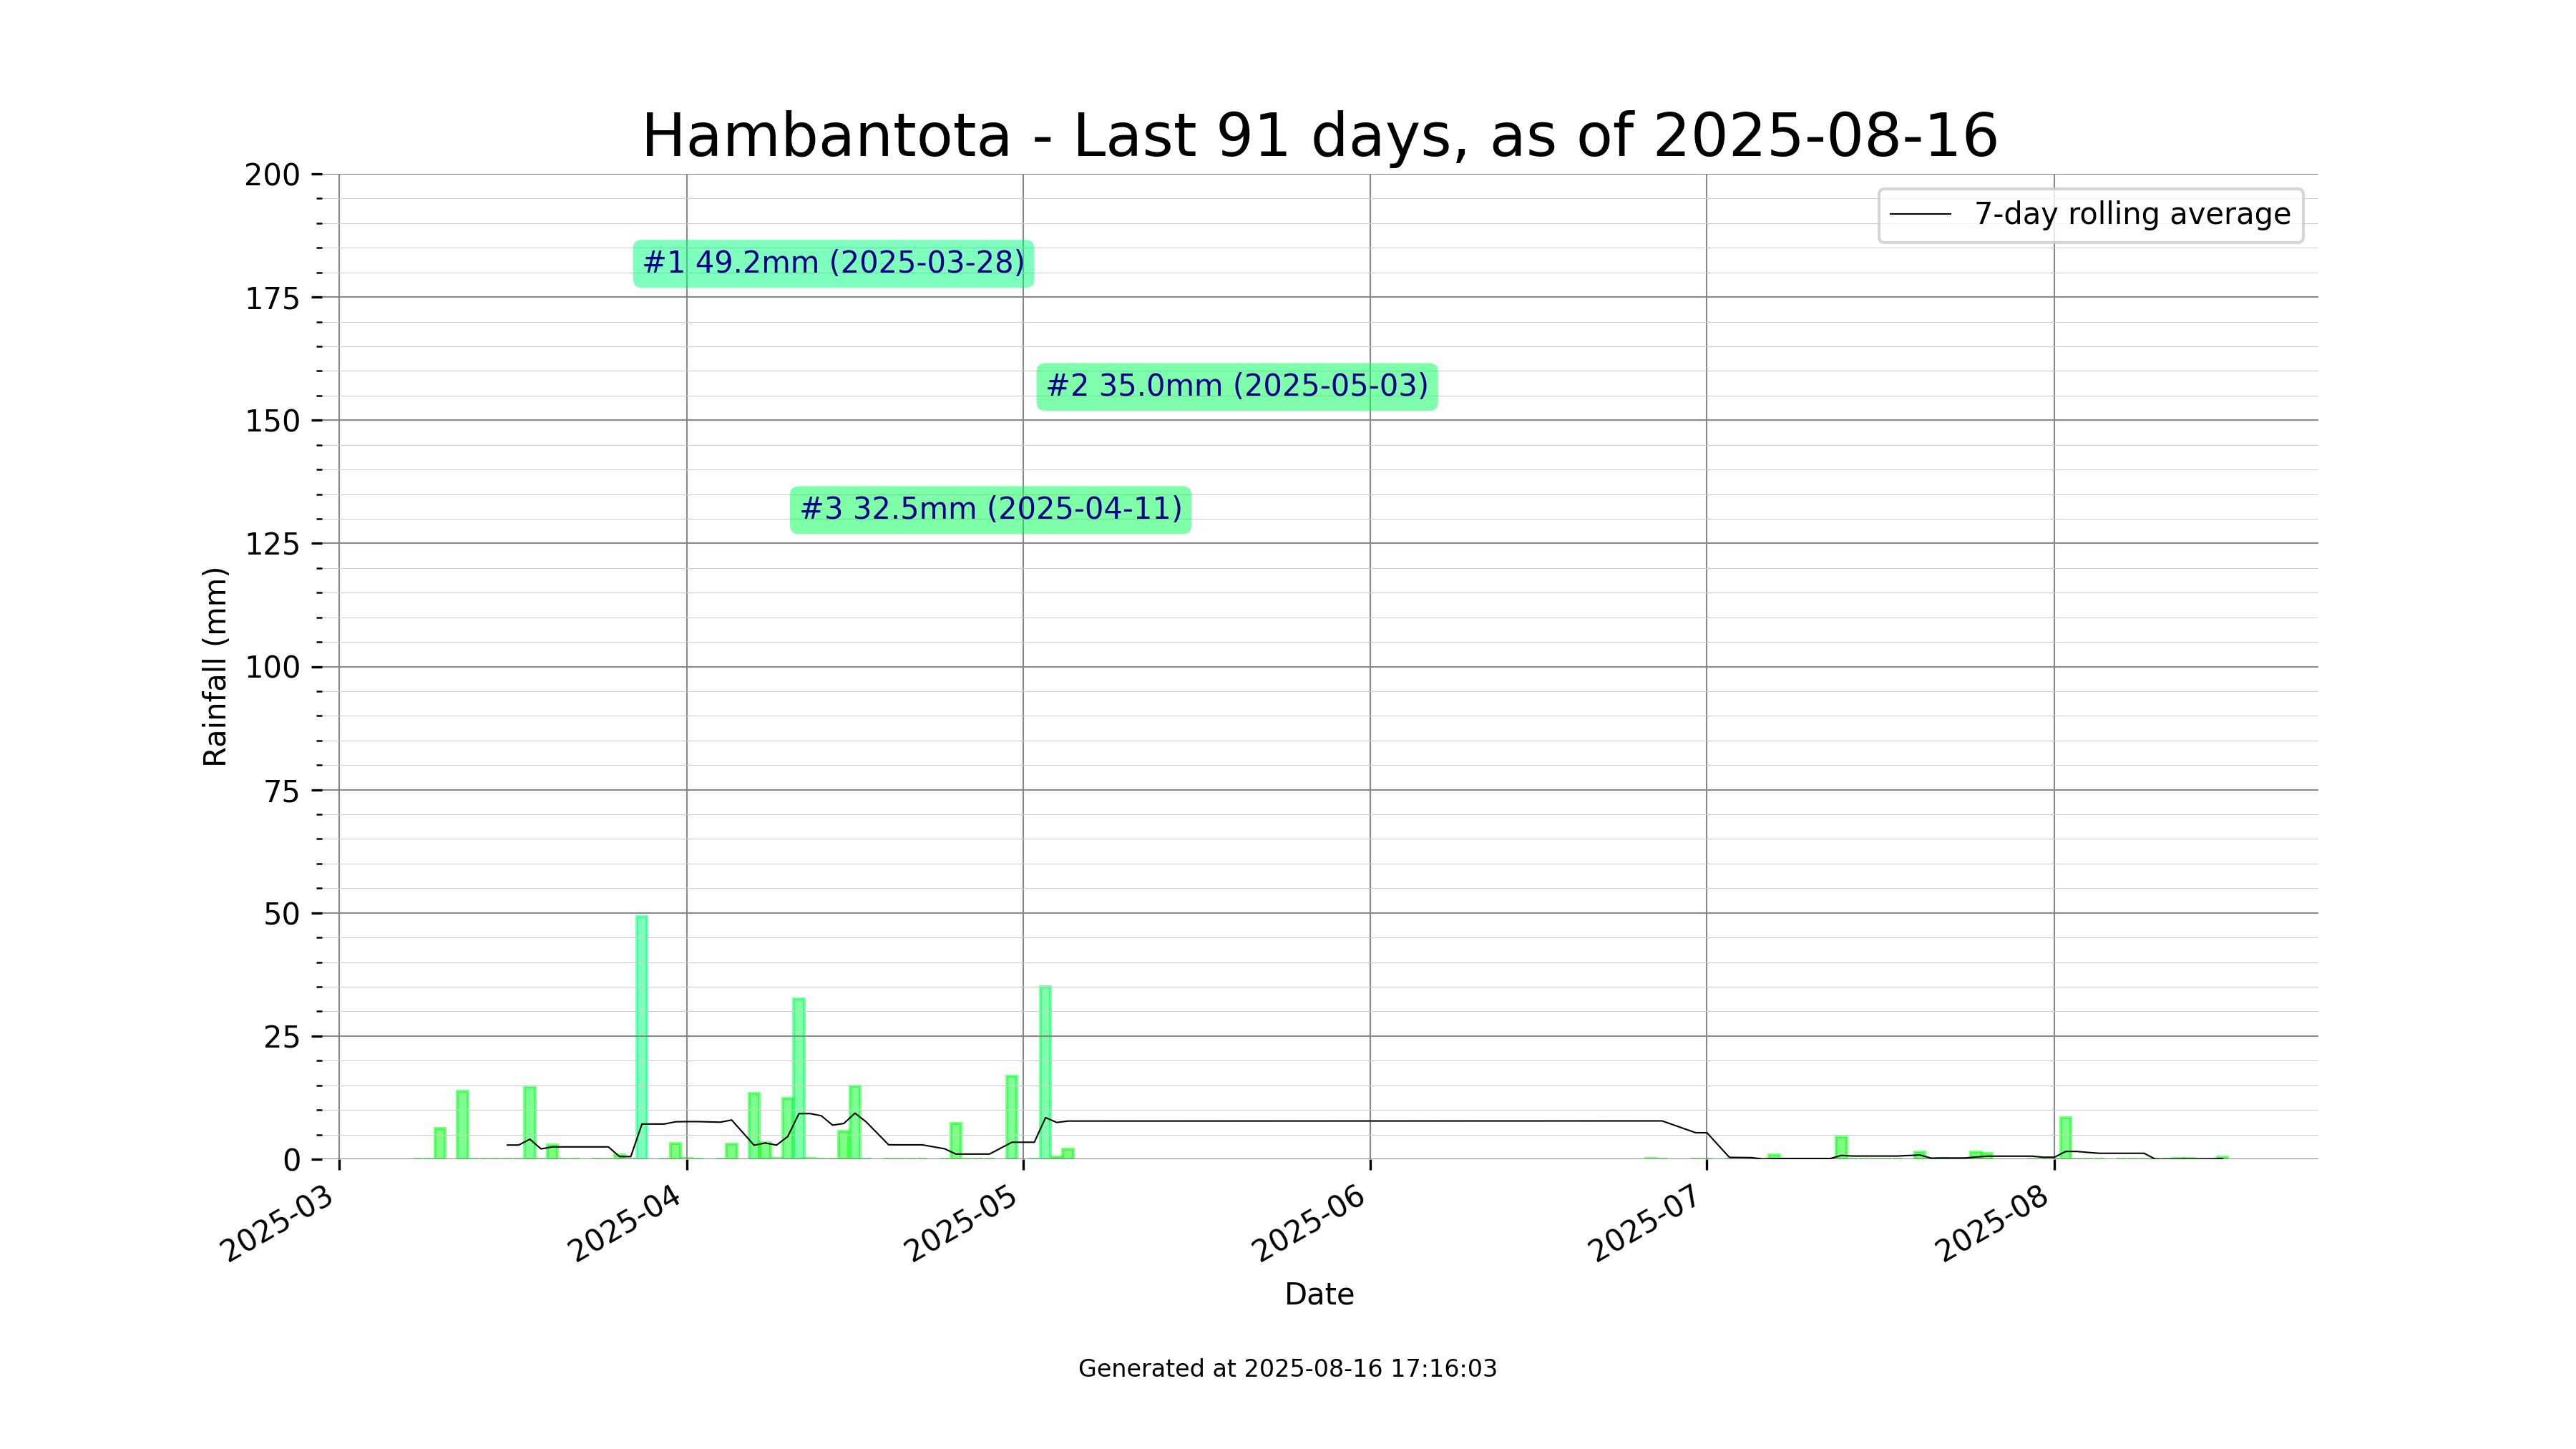 Hambantota - Last 91 days, as of 2025-08-16
7-day rolling average
#1 49.2mm (2025-03-28)
#2 35.0mm (2025-05-03)
#3 32.5mm (2025-04-11)
Rainfall (mm)
200
175
150
125
100
75
50
25
0
2025-03
2025-04
2025-05
2025-06
2025-07
2025-08
Date
Generated at 2025-08-16 17:16:03